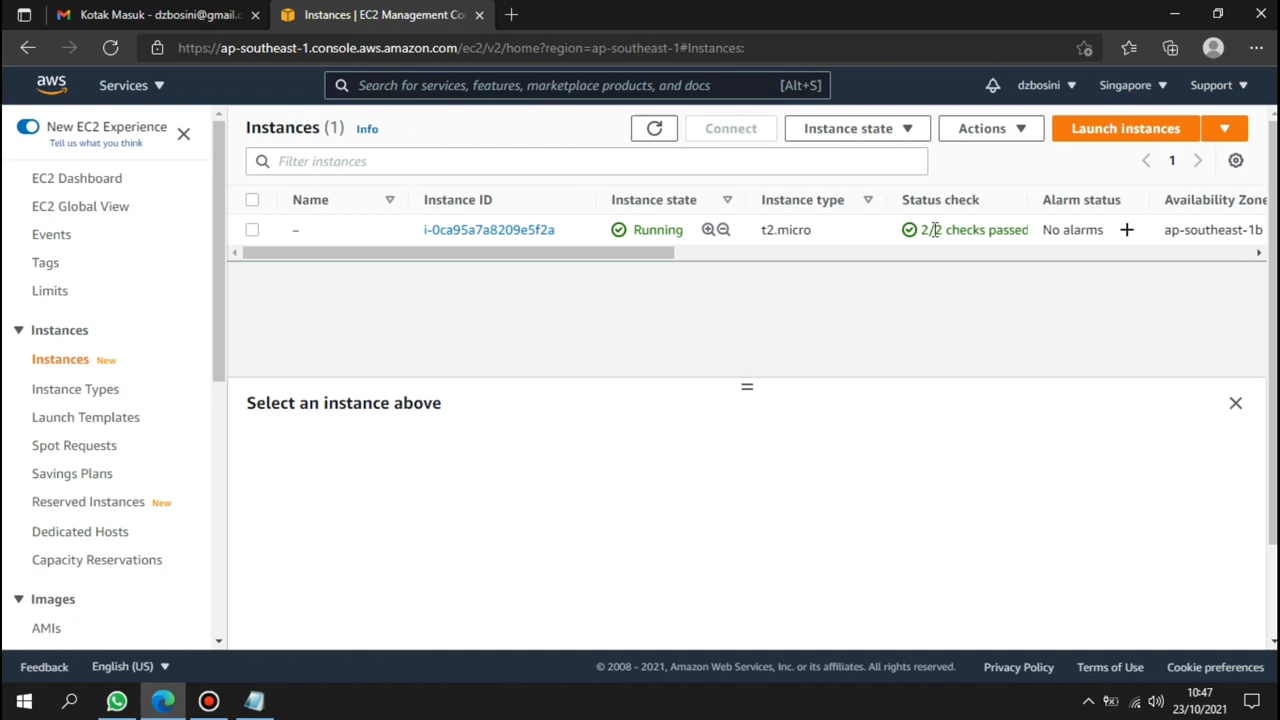 Kotak Masuk - dzbosini@gmail.c
Instances | EC2 Management Co
https://ap-southeast-1.console.aws.amazon.com/ec2/v2/home?region=ap-southeast-1#Instances:
aws Services Search for services, features, marketplace products, and docs [Alt+S] dzbosini Singapore Support
New EC2 Experience
Tell us what you think
EC2 Dashboard
EC2 Global View
Events
Tags
Limits
Instances
Instances New
Instance Types
Launch Templates
Spot Requests
Savings Plans
Reserved Instances New
Dedicated Hosts
Capacity Reservations
Images
AMIs
Instances (1) Info Connect Instance state Actions Launch instances
Filter instances 1
Name Instance ID Instance state Instance type Status check Alarm status Availability Zone
– i-0ca95a7a8209e5f2a Running t2.micro 2/2 checks passed No alarms + ap-southeast-1b
Select an instance above
Feedback English (US) © 2008 - 2021, Amazon Web Services, Inc. or its affiliates. All rights reserved. Privacy Policy Terms of Use Cookie preferences
10:47
23/10/2021